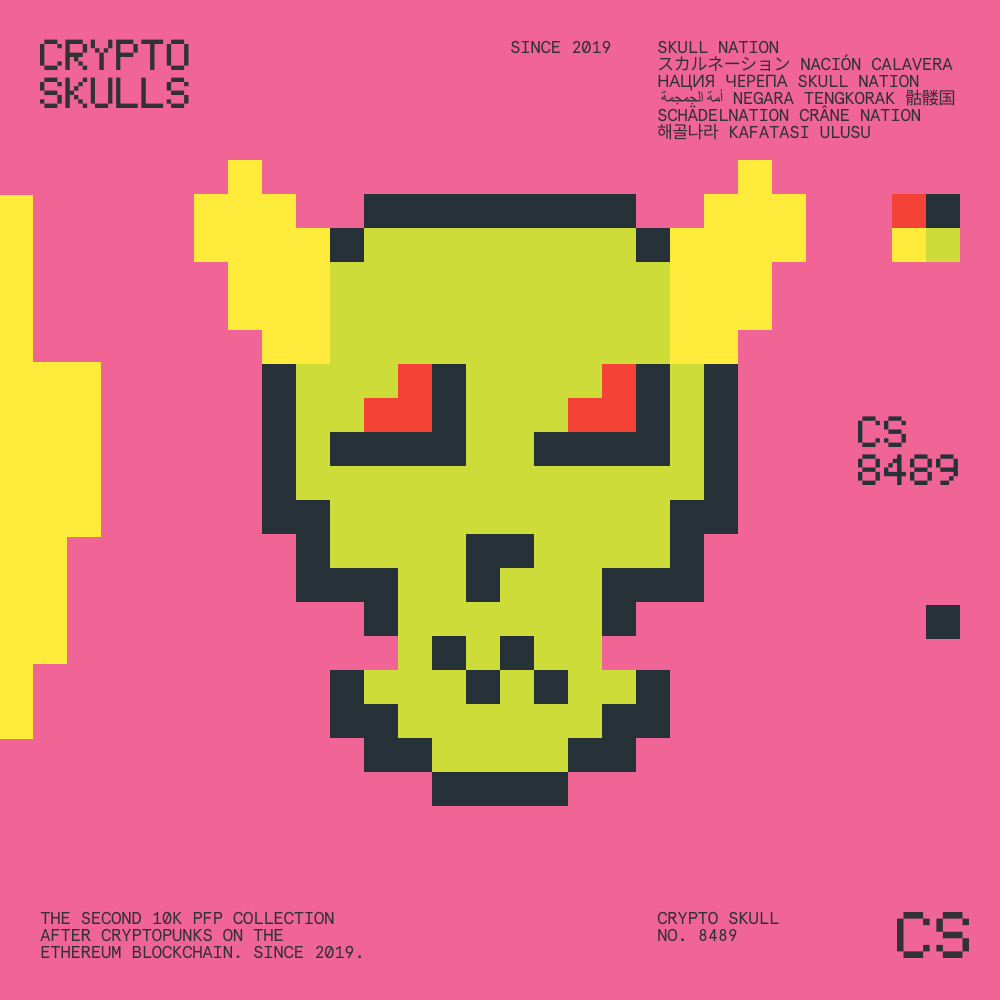 CRYPTO
SKULLS
SINCE 2019
SKULL NATION
スカルネーション NACIÓN CALAVERA
НАЦИЯ ЧЕРЕПА SKULL NATION
أمة الجمجمة NEGARA TENGKORAK 骷髅国
SCHÄDELNATION CRÂNE NATION
해골나라 KAFATASI ULUSU
CS
8489
THE SECOND 10K PFP COLLECTION
AFTER CRYPTOPUNKS ON THE
ETHEREUM BLOCKCHAIN. SINCE 2019.
CRYPTO SKULL
NO. 8489
CS